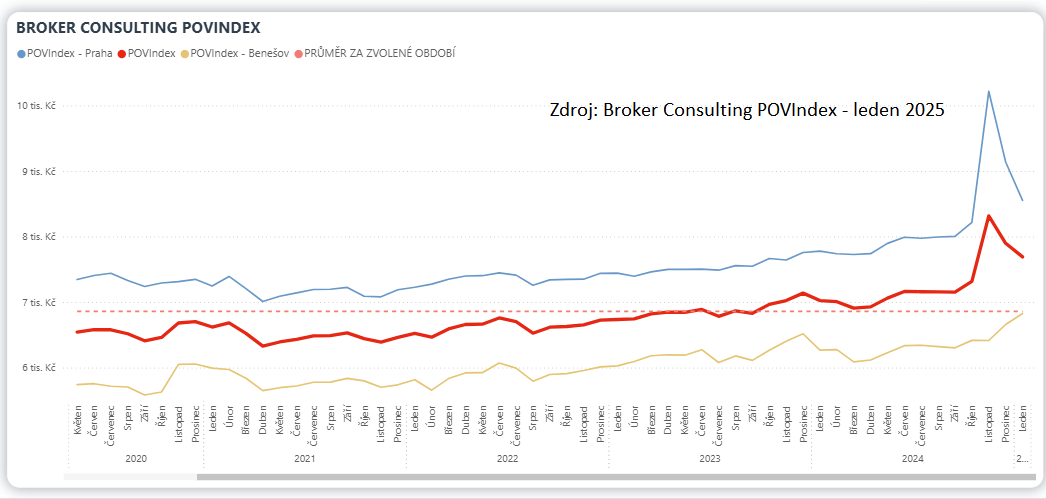 BROKER CONSULTING POVINDEX
POVIndex - Praha POVIndex POVIndex - Benešov PRŮMĚR ZA ZVOLENÉ OBDOBÍ
Zdroj: Broker Consulting POVIndex - leden 2025
10 tis. Kč
9 tis. Kč
8 tis. Kč
7 tis. Kč
6 tis. Kč
Květen Červen Červenec Srpen Září Říjen Listopad Prosinec Leden Únor Březen Duben Květen Červen Červenec Srpen Září Říjen Listopad Prosinec Leden Únor Březen Duben Květen Červen Červenec Srpen Září Říjen Listopad Prosinec Leden Únor Březen Duben Květen Červen Červenec Srpen Září Říjen Listopad Prosinec Leden Únor Březen Duben Květen Červen Červenec Srpen Září Říjen Listopad Prosinec Leden
2020 2021 2022 2023 2024 2...